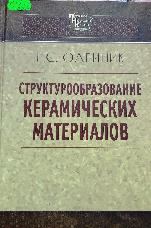 Г.С. ОЛЕЙНИК
СТРУКТУРООБРАЗОВАНИЕ
КЕРАМИЧЕСКИХ
МАТЕРИАЛОВ